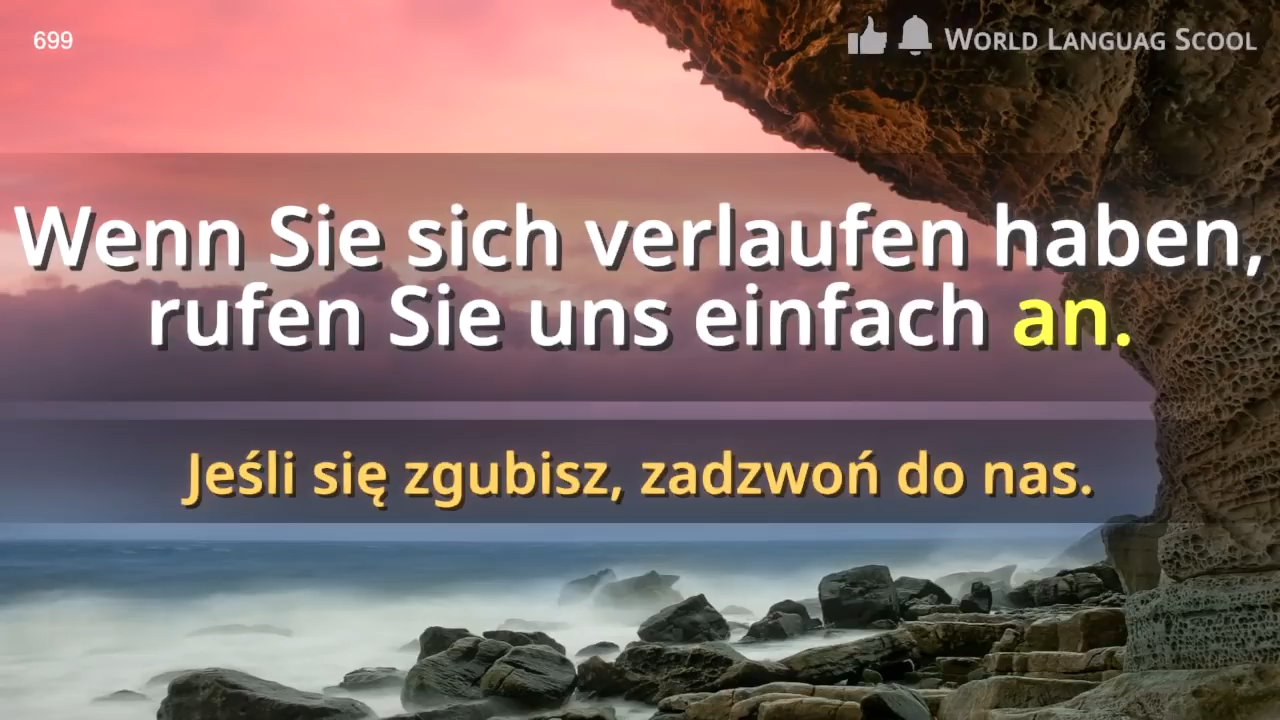 699
World Languag Scool
Wenn Sie sich verlaufen haben,
rufen Sie uns einfach an.
Jeśli się zgubisz, zadzwoń do nas.